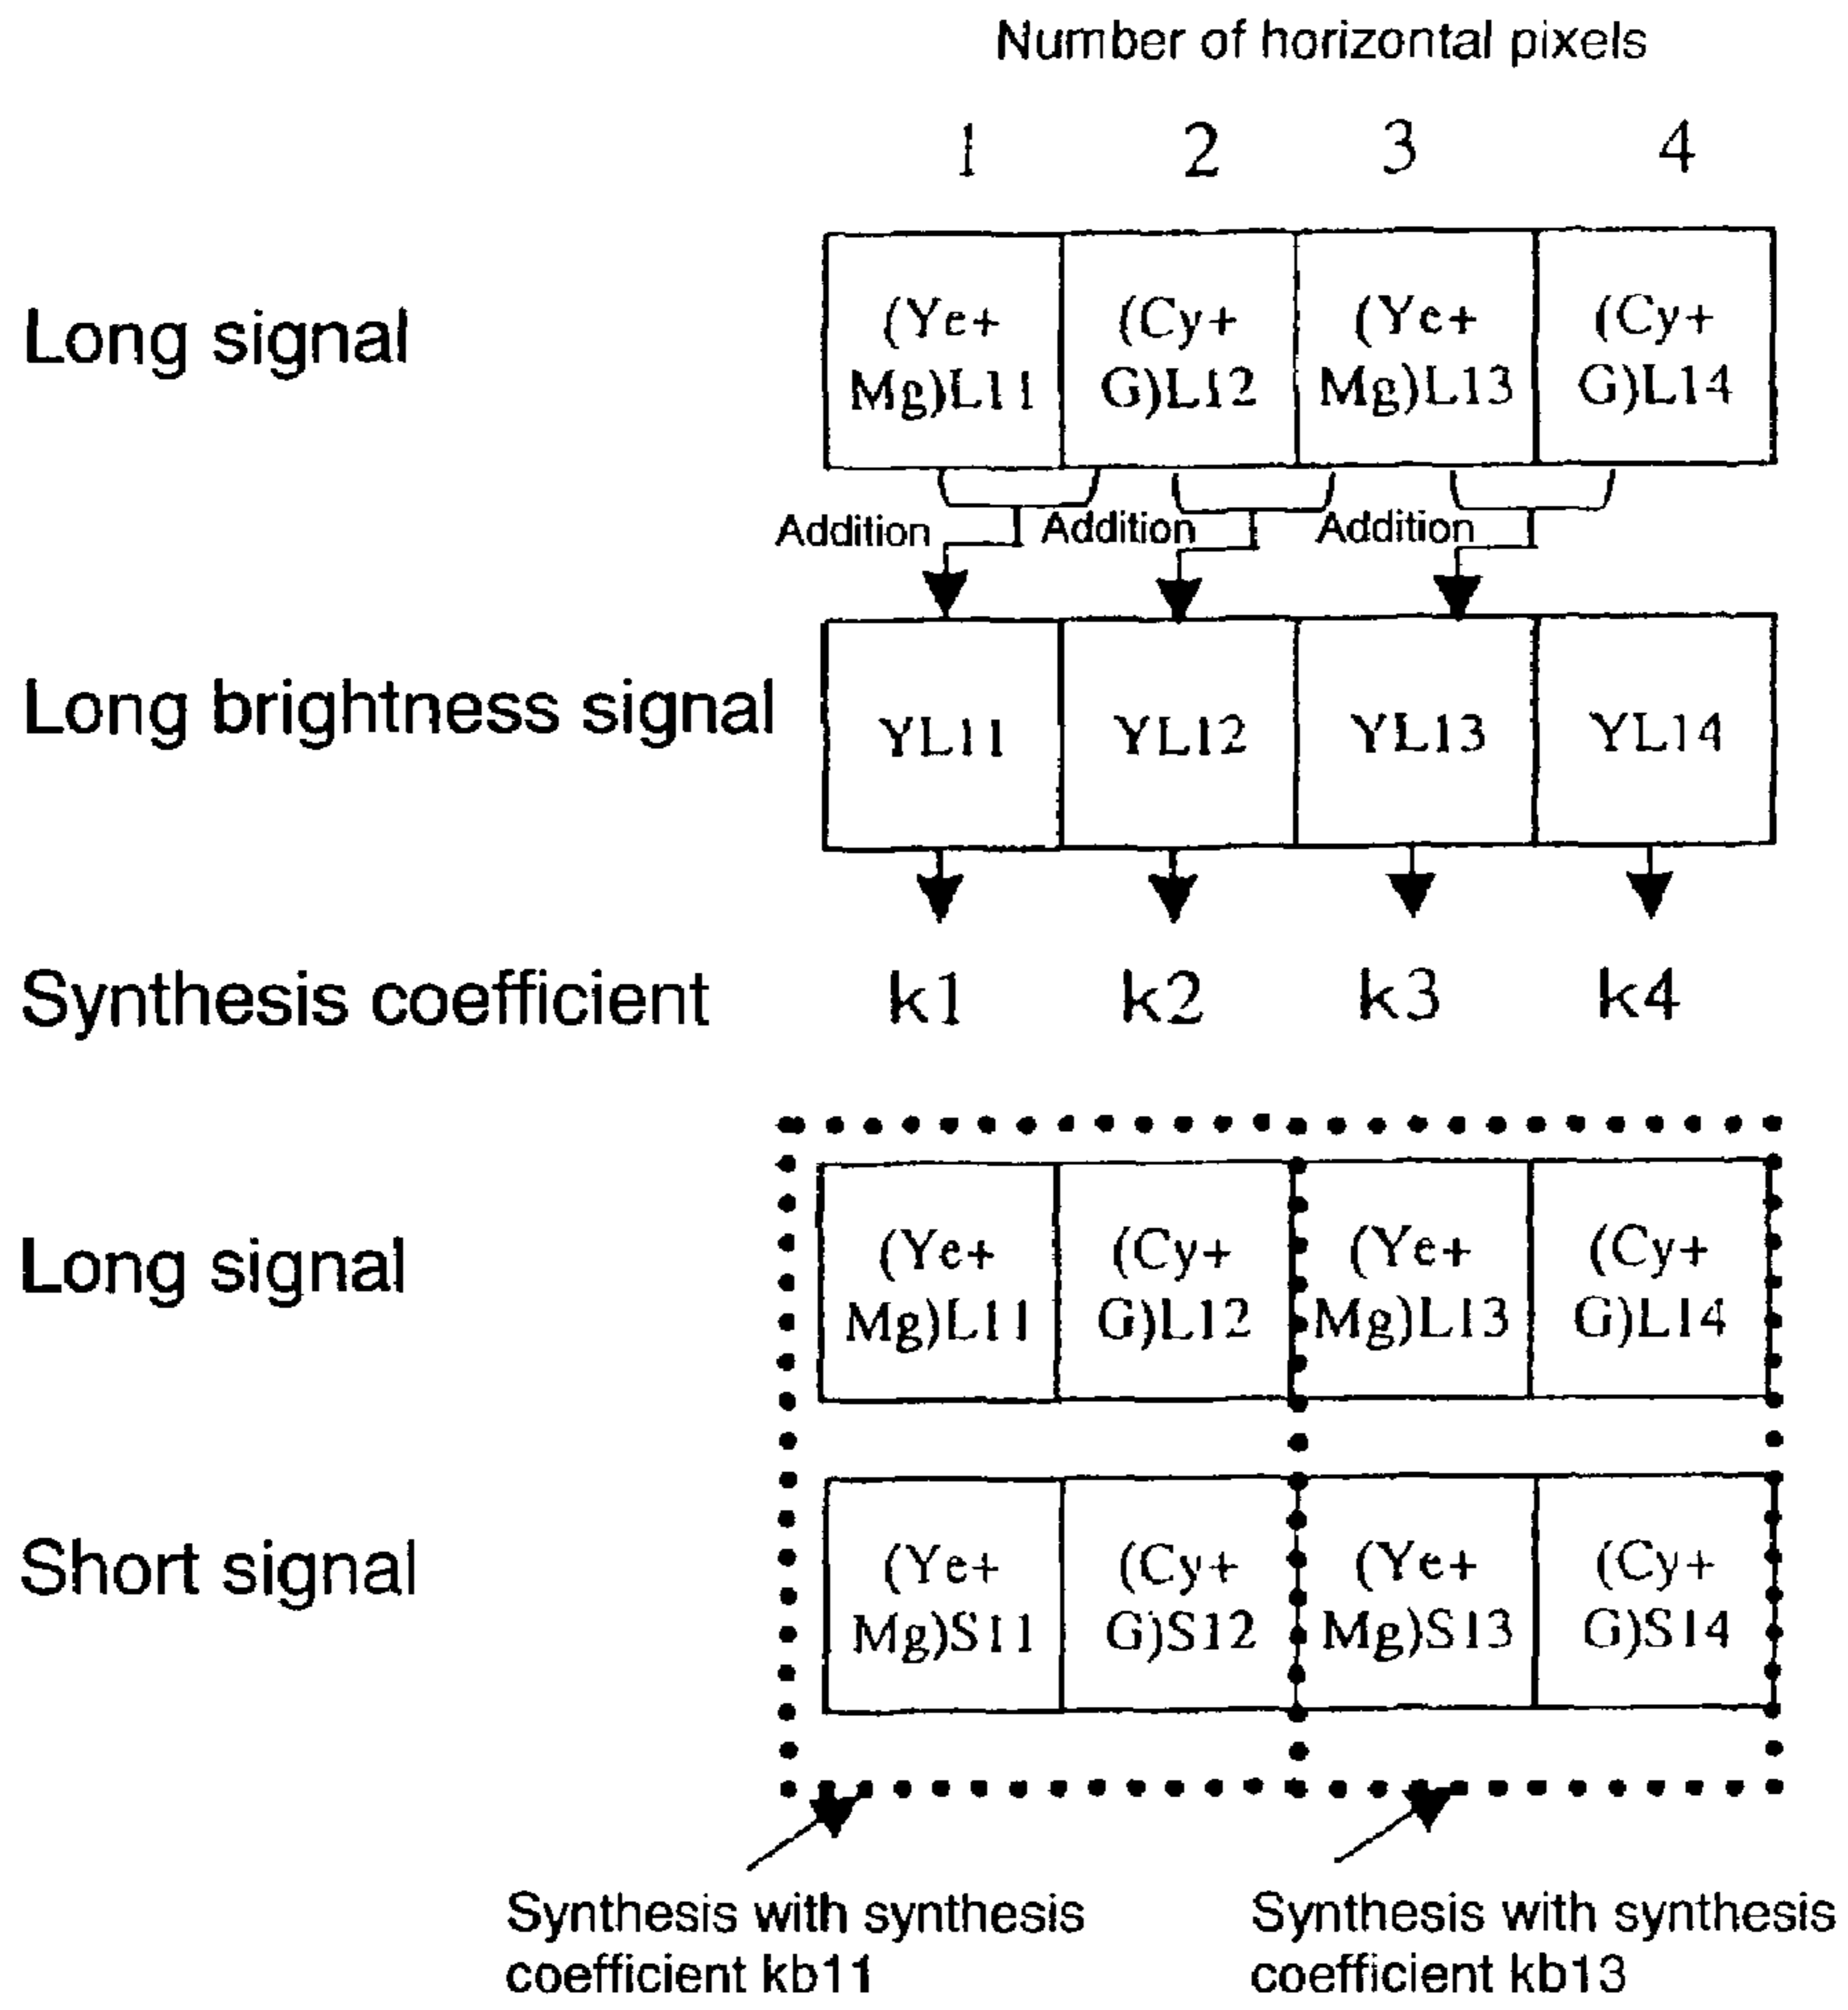 Number of horizontal pixels
1 2 3 4
Long signal
(Ye+ (Cy+ (Ye+ (Cy+
Mg)L11 G)L12 Mg)L13 G)L14
Addition Addition Addition
Long brightness signal
YL11 YL12 YL13 YL14
Synthesis coefficient k1 k2 k3 k4
Long signal
(Ye+ (Cy+ (Ye+ (Cy+
Mg)L11 G)L12 Mg)L13 G)L14
Short signal
(Ye+ (Cy+ (Ye+ (Cy+
Mg)S11 G)S12 Mg)S13 G)S14
Synthesis with synthesis
coefficient kb11
Synthesis with synthesis
coefficient kb13